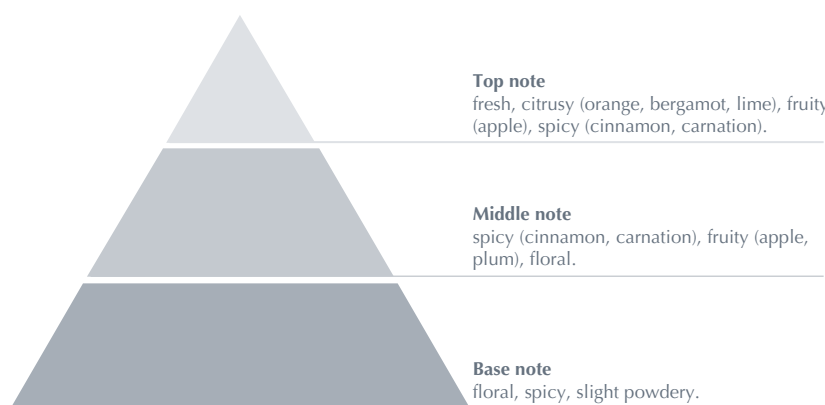 Top note
fresh, citrusy (orange, bergamot, lime), fruity
(apple), spicy (cinnamon, carnation).
Middle note
spicy (cinnamon, carnation), fruity (apple,
plum), floral.
Base note
floral, spicy, slight powdery.